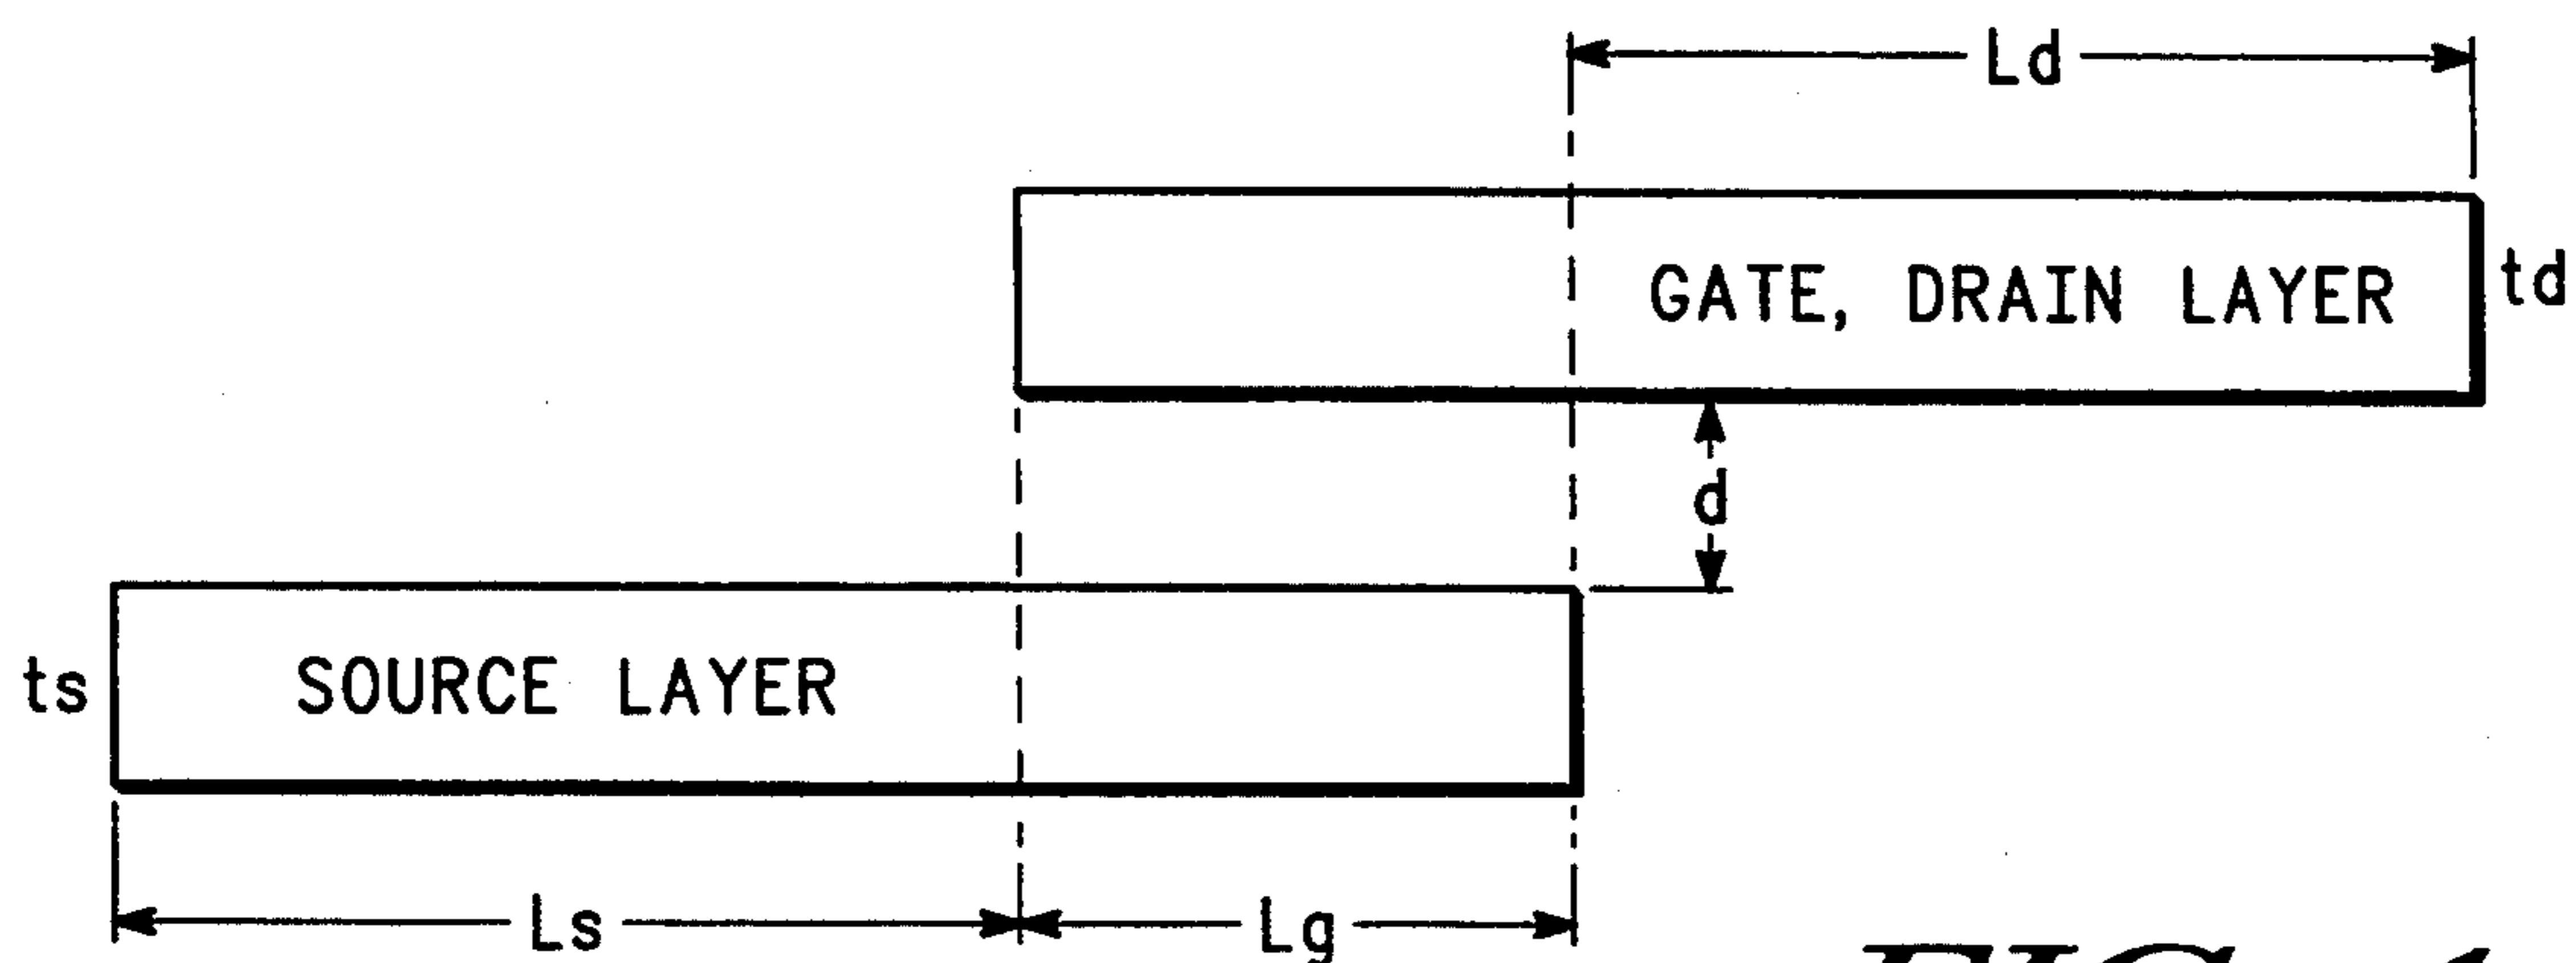 Ld
GATE, DRAIN LAYER
td
d
ts
SOURCE LAYER
Ls
Lg